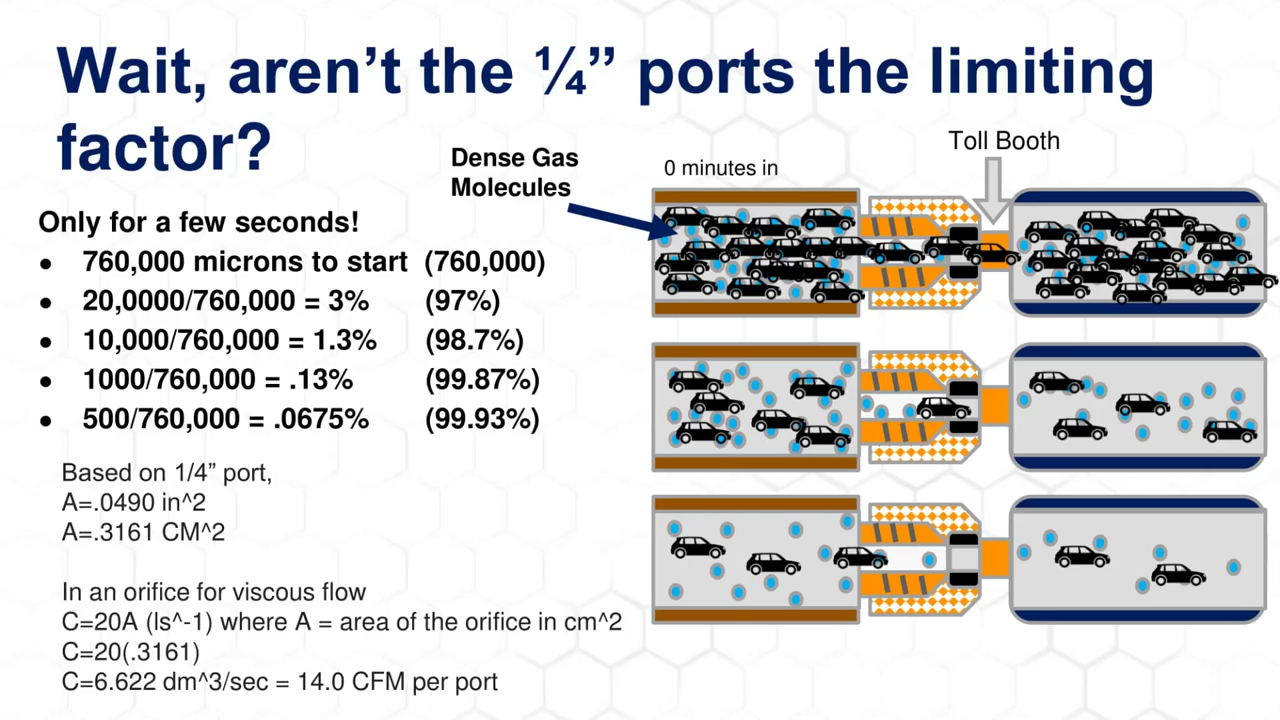 Wait, aren’t the ¼” ports the limiting
factor?
Dense Gas
Molecules
0 minutes in
Toll Booth
Only for a few seconds!
• 760,000 microns to start (760,000)
• 20,0000/760,000 = 3% (97%)
• 10,000/760,000 = 1.3% (98.7%)
• 1000/760,000 = .13% (99.87%)
• 500/760,000 = .0675% (99.93%)
Based on 1/4” port,
A=.0490 in^2
A=.3161 CM^2
In an orifice for viscous flow
C=20A (ls^-1) where A = area of the orifice in cm^2
C=20(.3161)
C=6.622 dm^3/sec = 14.0 CFM per port